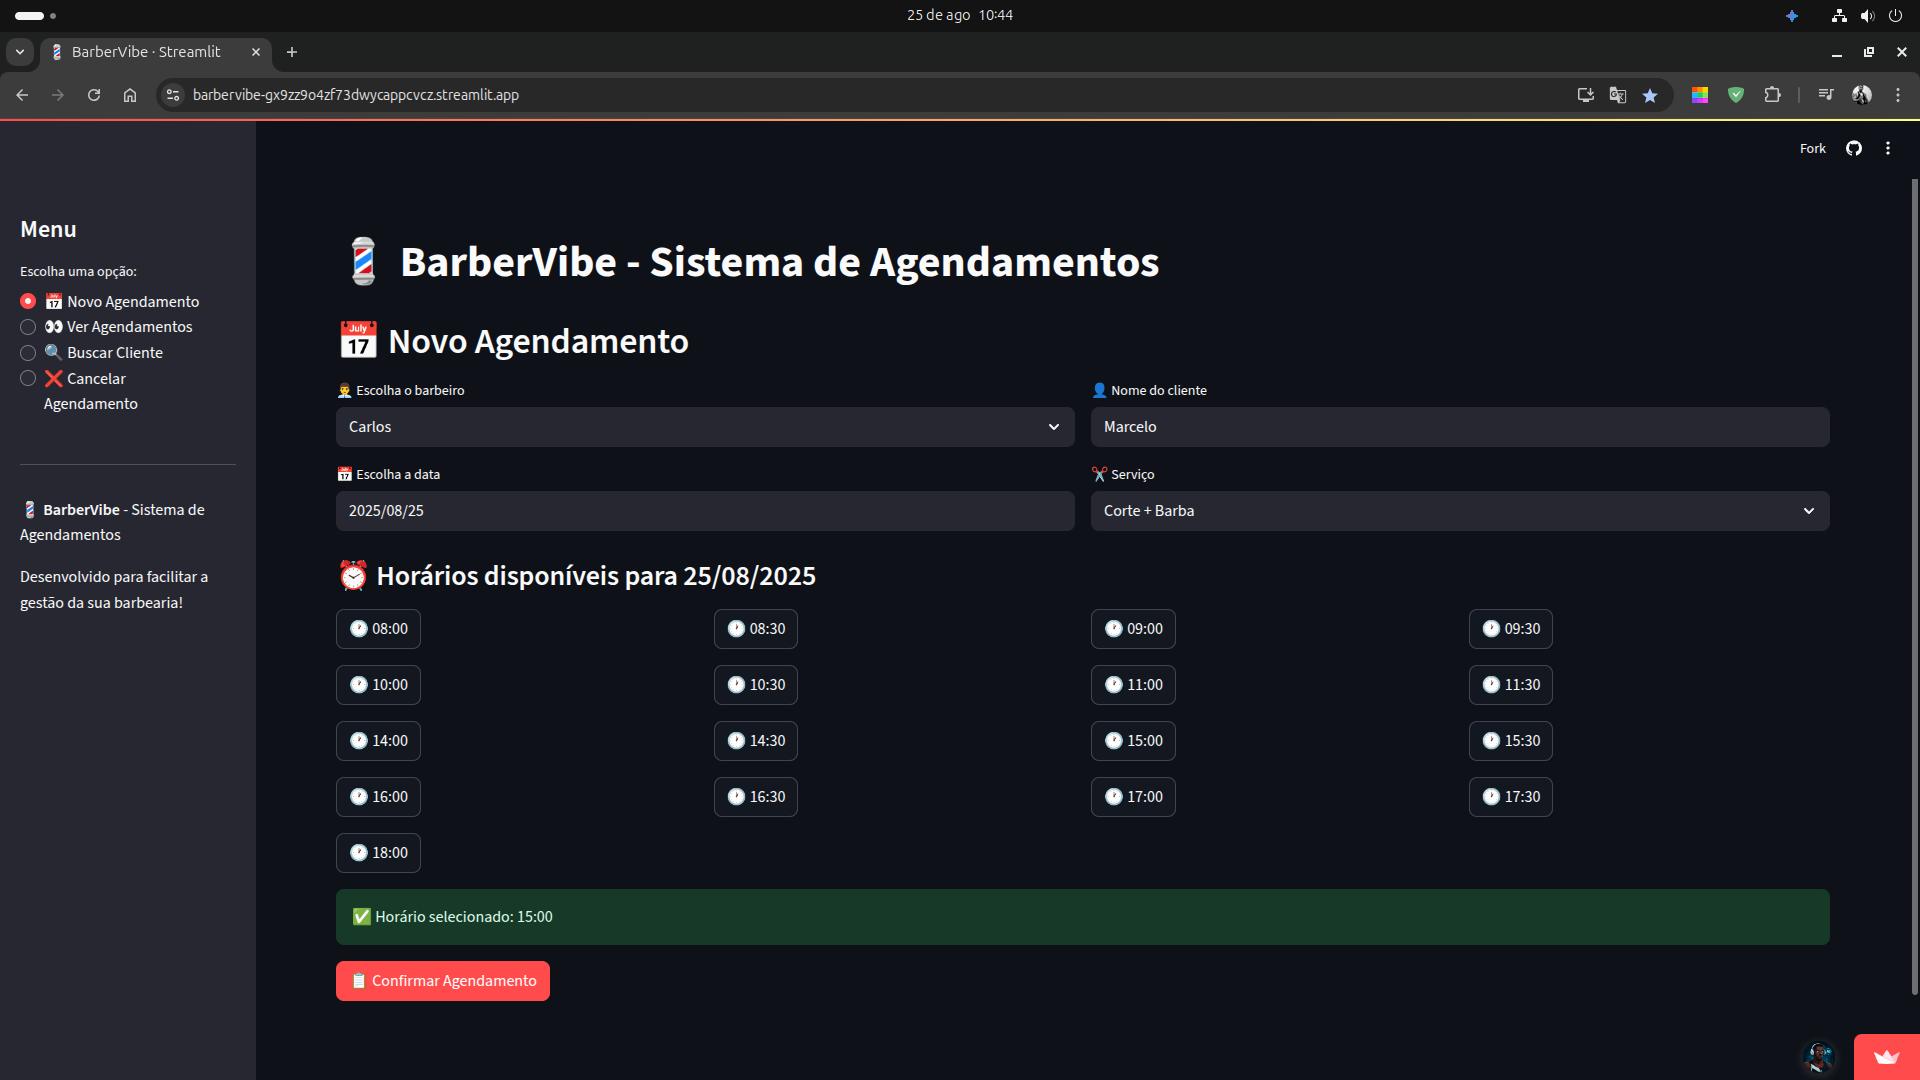 25 de ago 10:44
BarberVibe · Streamlit
barbervibe-gx9zz9o4zf73dwycappcvcz.streamlit.app
Fork
Menu
Escolha uma opção:
Novo Agendamento
Ver Agendamentos
Buscar Cliente
Cancelar
Agendamento
BarberVibe - Sistema de
Agendamentos
Desenvolvido para facilitar a
gestão da sua barbearia!
BarberVibe - Sistema de Agendamentos
July
17
Novo Agendamento
Escolha o barbeiro
Nome do cliente
Carlos
Marcelo
Escolha a data
Serviço
2025/08/25
Corte + Barba
Horários disponíveis para 25/08/2025
08:00 08:30 09:00 09:30
10:00 10:30 11:00 11:30
14:00 14:30 15:00 15:30
16:00 16:30 17:00 17:30
18:00
Horário selecionado: 15:00
Confirmar Agendamento